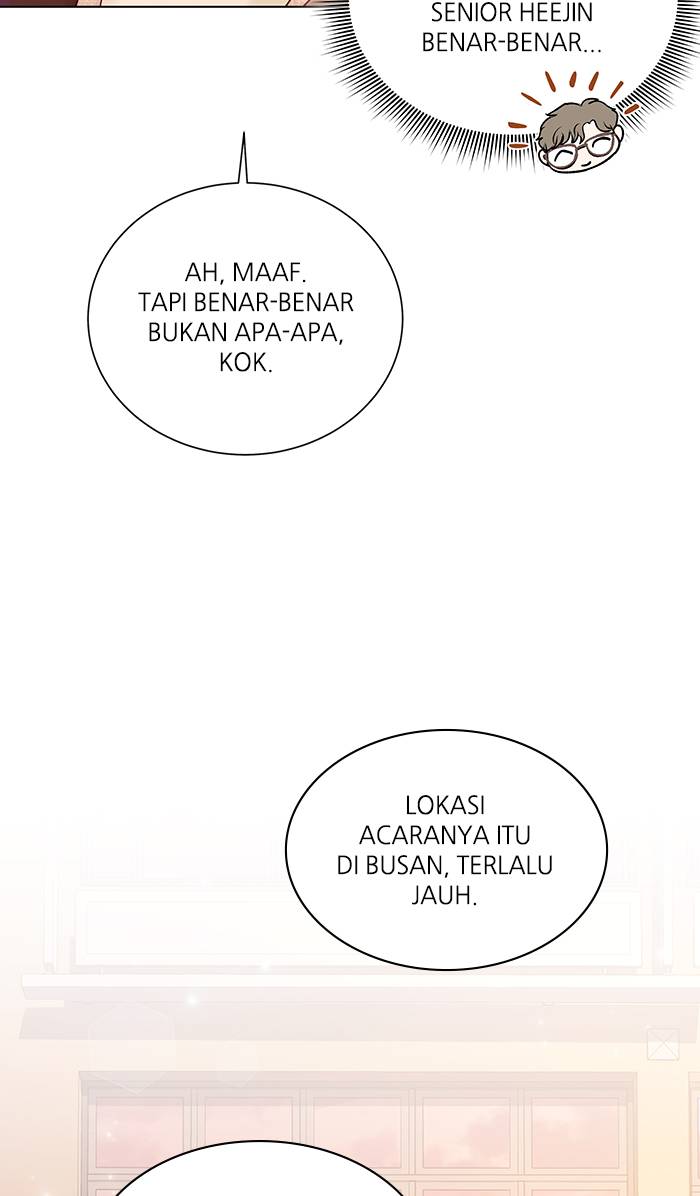 SENIOR HEEJIN
BENAR-BENAR...
AH, MAAF.
TAPI BENAR-BENAR
BUKAN APA-APA,
KOK.
LOKASI
ACARANYA ITU
DI BUSAN, TERLALU
JAUH.